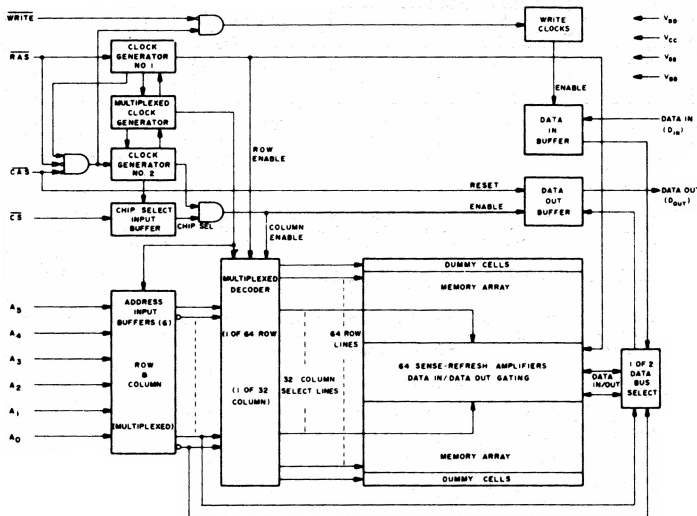 WRITE
WRITE
CLOCKS
VDD
VCC
RAS
CLOCK
GENERATOR
NO. 1
ENABLE
MULTIPLEXED
CLOCK
GENERATOR
DATA
IN
BUFFER
DATA IN
(DIN)
ROW
ENABLE
CAS
CLOCK
GENERATOR
NO. 2
RESET
DATA
OUT
BUFFER
DATA OUT
(DOUT)
CS
CHIP SELECT
INPUT
BUFFER
CHIP SEL
ENABLE
COLUMN
ENABLE
A5
A4
A3
A2
A1
A0
ADDRESS
INPUT
BUFFERS (6)
ROW
&
COLUMN
(MULTIPLEXED)
MULTIPLEXED
DECODER
(1 OF 64 ROW
(1 OF 32
COLUMN)
64 ROW
LINES
32 COLUMN
SELECT LINES
DUMMY CELLS
MEMORY ARRAY
64 SENSE-REFRESH AMPLIFIERS
DATA IN/DATA OUT GATING
MEMORY ARRAY
DUMMY CELLS
DATA
IN/OUT
1 OF 2
DATA
BUS
SELECT